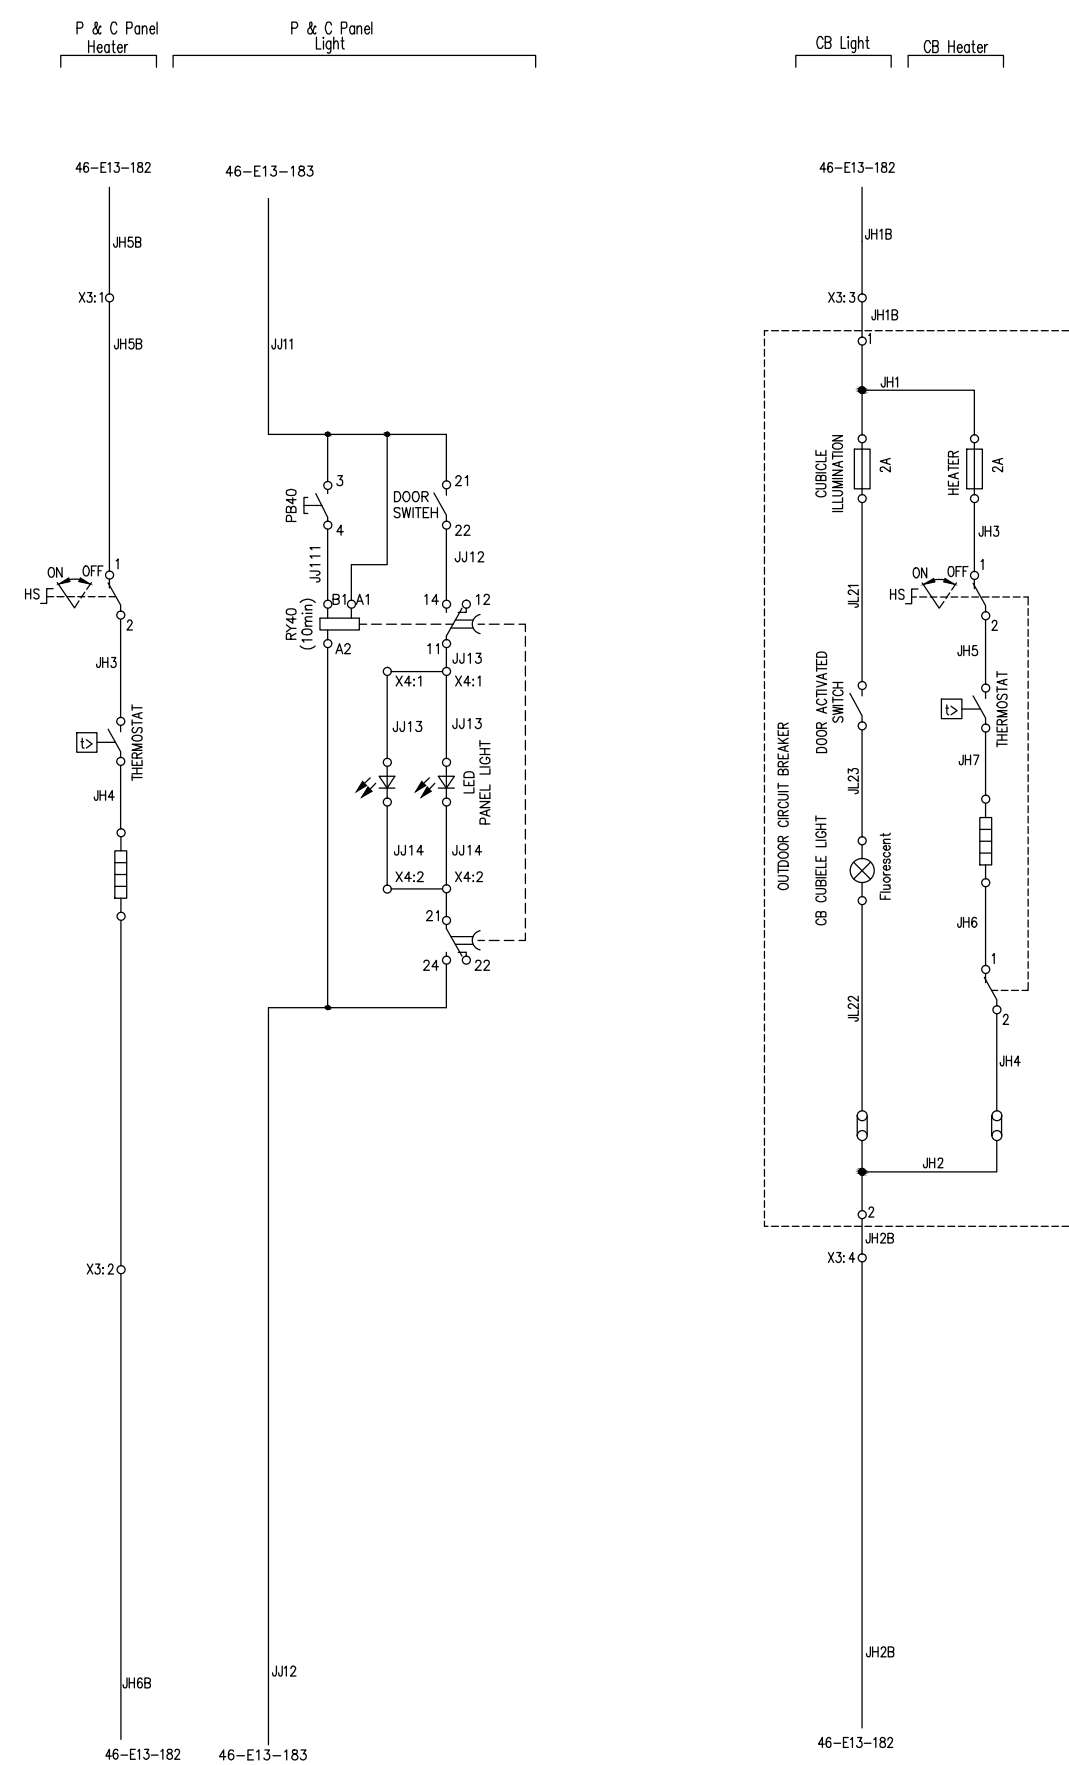 P & C Panel
Heater
P & C Panel
Light
CB Light
CB Heater
46-E13-182
46-E13-183
46-E13-182
JH5B
JH1B
X3:1
X3:3
JH1B
JH5B
JJ11
1
JH1
CUBICLE
ILLUMINATION
2A
HEATER
2A
PB40
3
4
DOOR
SWITEH
21
22
JH3
JJ111
JJ12
ON
OFF
1
HS
2
ON
OFF
1
HS
2
JL21
B1
A1
14
12
RY40
(10min)
A2
11
JJ13
JH3
JH5
X4:1
X4:1
DOOR ACTIVATED
SWITCH
t>
THERMOSTAT
t>
THERMOSTAT
JJ13
JJ13
OUTDOOR CIRCUIT BREAKER
JH4
JL23
JH7
LED
PANEL LIGHT
JJ14
JJ14
CB CUBIELE LIGHT
Fluorescent
X4:2
X4:2
21
JH6
24
22
1
JL22
2
JH4
JH2
2
JH2B
X3:2
X3:4
JH6B
JJ12
JH2B
46-E13-182
46-E13-183
46-E13-182